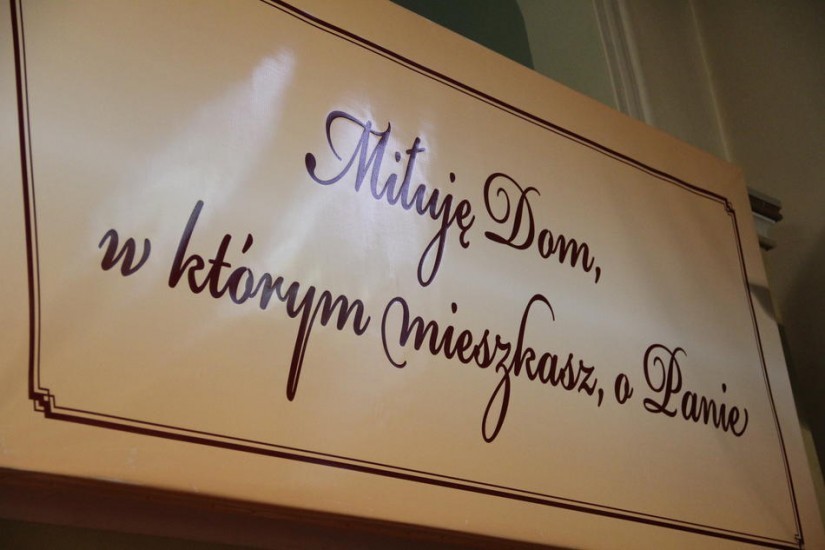 Miłuję Dom,
w którym mieszkasz, o Panie